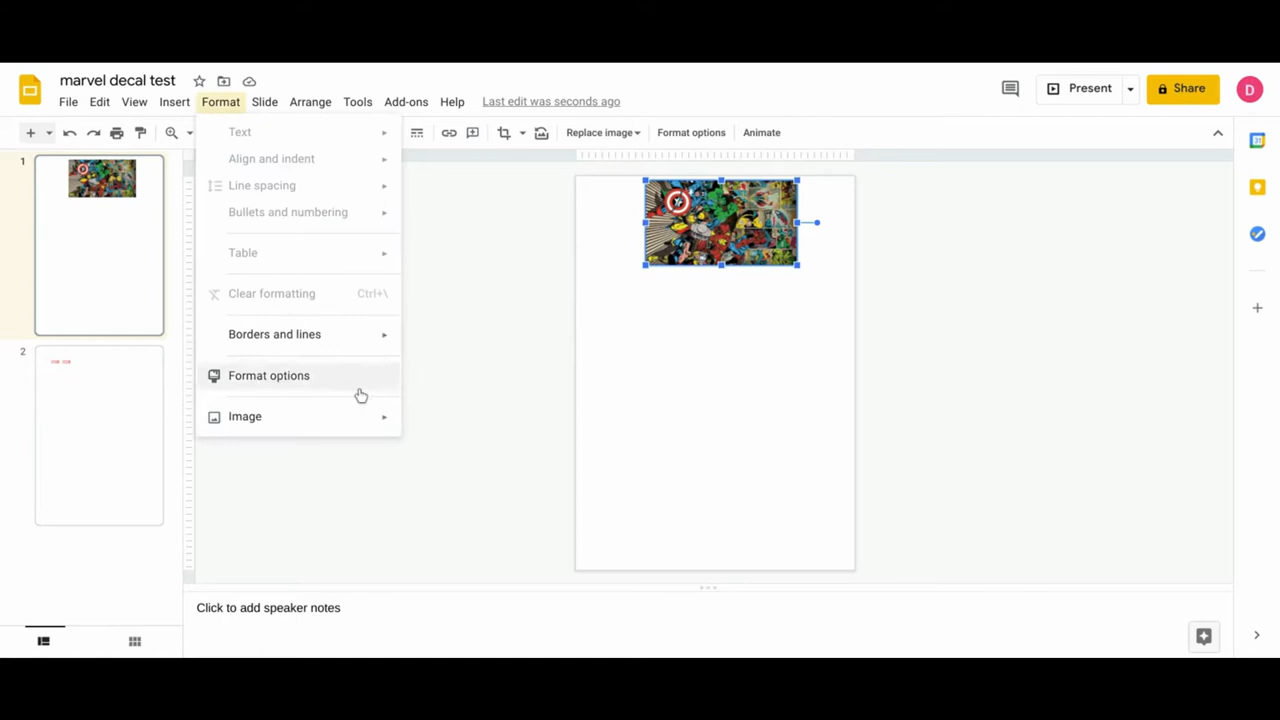 marvel decal test
File Edit View Insert Format Slide Arrange Tools Add-ons Help Last edit was seconds ago
Present
Share
D
Replace image Format options Animate
Text
Align and indent
Line spacing
Bullets and numbering
Table
Clear formatting Ctrl+\
Borders and lines
Format options
Image
1
2
Click to add speaker notes